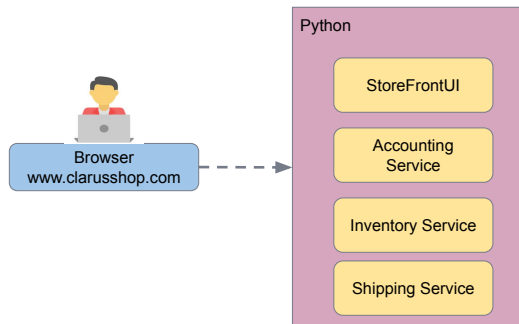 Python
StoreFrontUI
Browser
www.clarusshop.com
Accounting
Service
Inventory Service
Shipping Service